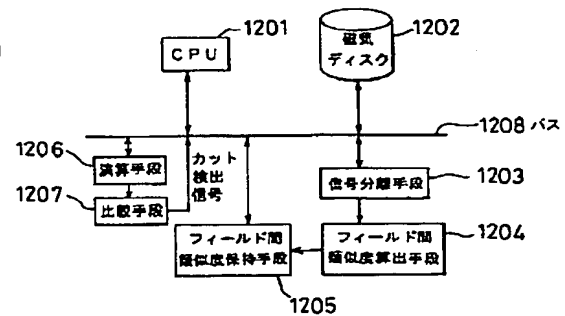 1201
CPU
1202
磁気
ディスク
1208 バス
1206
演算手段
カット
検出
信号
1203
信号分離手段
1207
比較手段
フィールド間
類似度保持手段
1205
フィールド間
類似度算出手段
1204